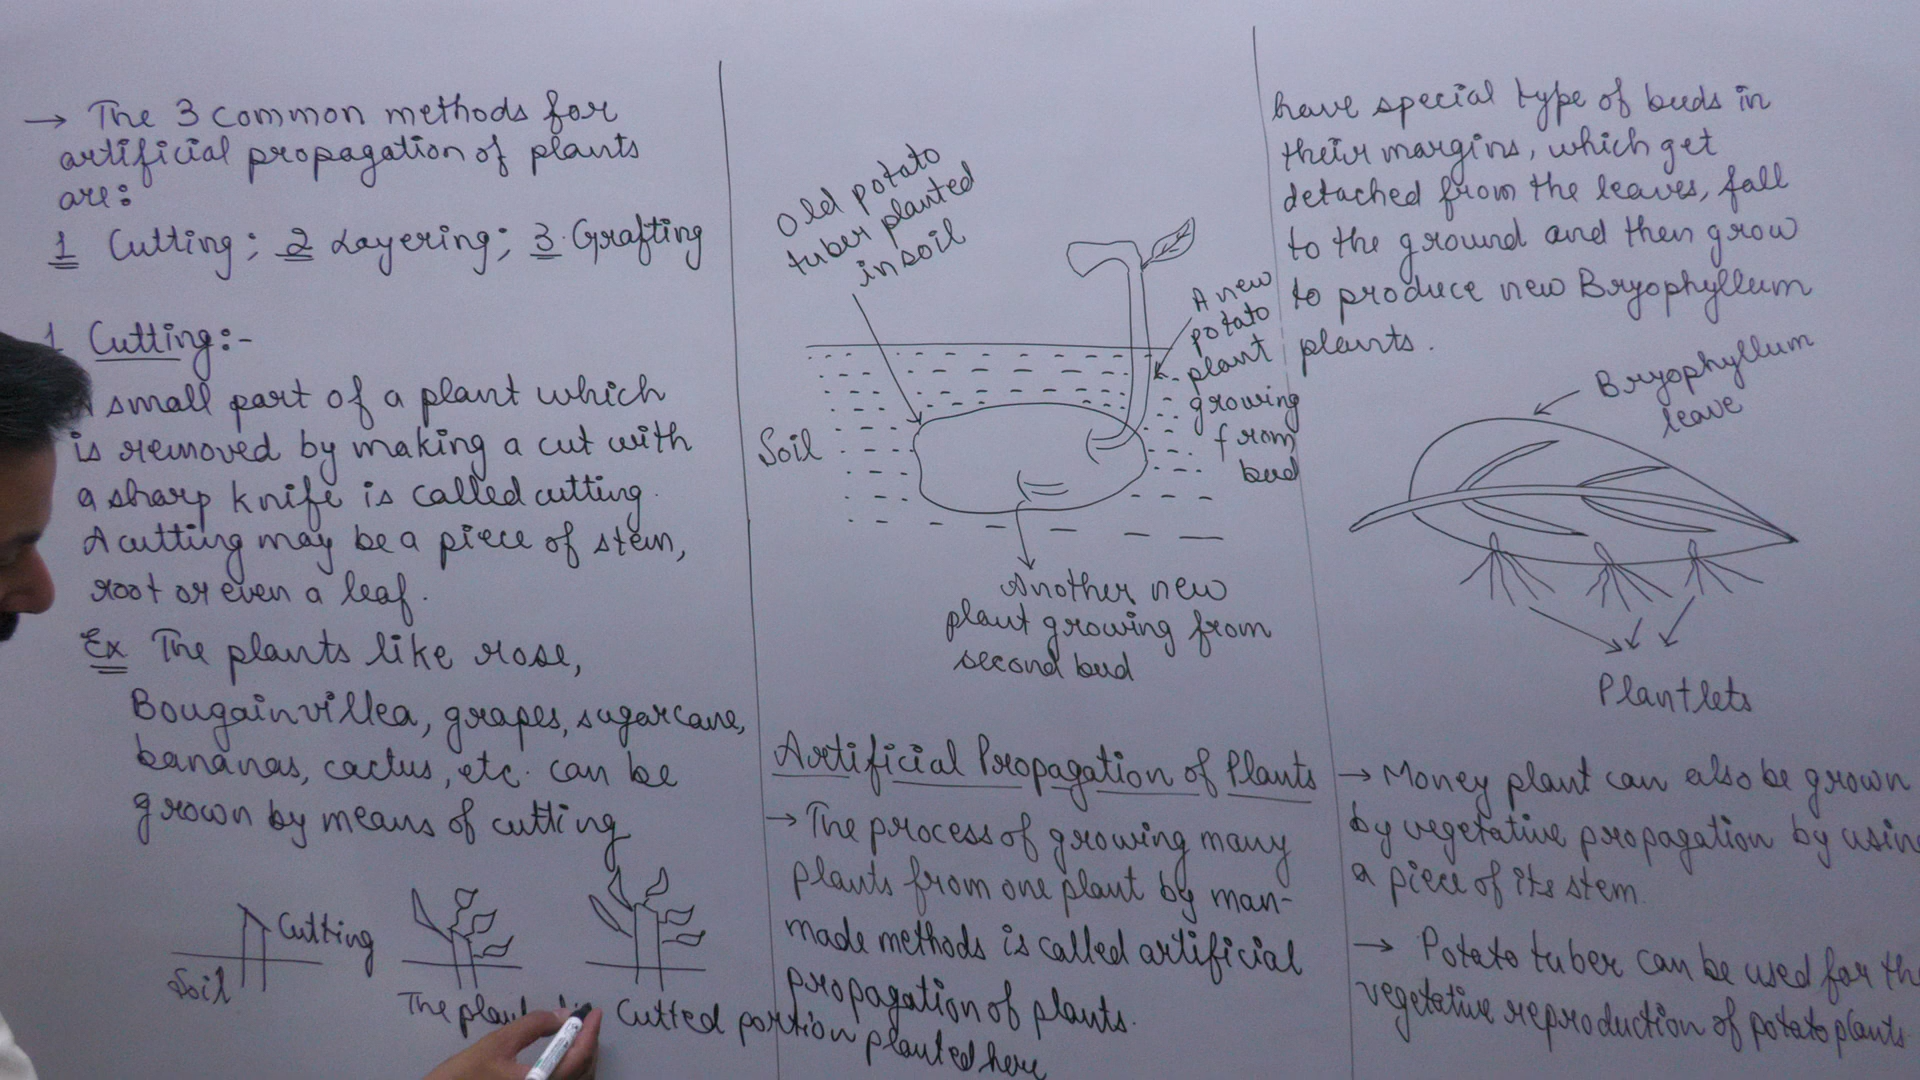 → The 3 common methods for
artificial propagation of plants
are:
1 Cutting; 2 Layering; 3. Grafting
1 Cutting:-
small part of a plant which
is removed by making a cut with
a sharp knife is called cutting.
A cutting may be a piece of stem,
root or even a leaf.
Ex The plants like rose,
Bougainvillea, grapes, sugarcane,
bananas, cactus, etc. can be
grown by means of cutting
Cutting
Soil
The plant
Cutted portion planted here
Old potato
tuber planted
in soil
A new
potato
plant
growing
from
bud
Soil
Another new
plant growing from
second bud
Artificial Propagation of Plants
→ The process of growing many
plants from one plant by man-
made methods is called artificial
propagation of plants.
have special type of buds in
their margins, which get
detached from the leaves, fall
to the ground and then grow
to produce new Bryophyllum
plants.
Bryophyllum
leave
Plantlets
→ Money plant can also be grown
by vegetative propagation by usin
a piece of its stem.
→ Potato tuber can be used for th
vegetative reproduction of potato plants